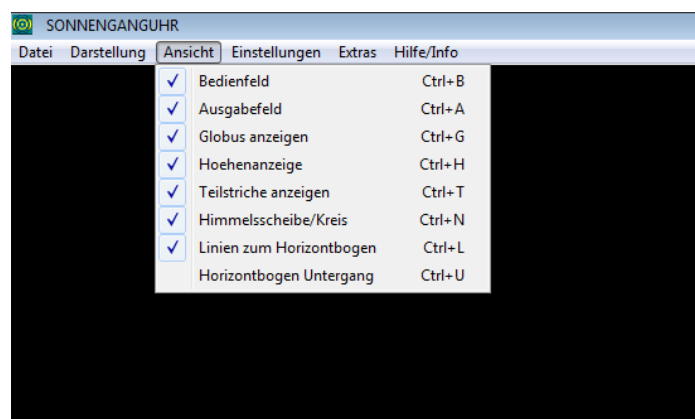 SONNENGANGUHR
Datei Darstellung Ansicht Einstellungen Extras Hilfe/Info
Bedienfeld Ctrl+B
Ausgabefeld Ctrl+A
Globus anzeigen Ctrl+G
Hoehenanzeige Ctrl+H
Teilstriche anzeigen Ctrl+T
Himmelsscheibe/Kreis Ctrl+N
Linien zum Horizontbogen Ctrl+L
Horizontbogen Untergang Ctrl+U